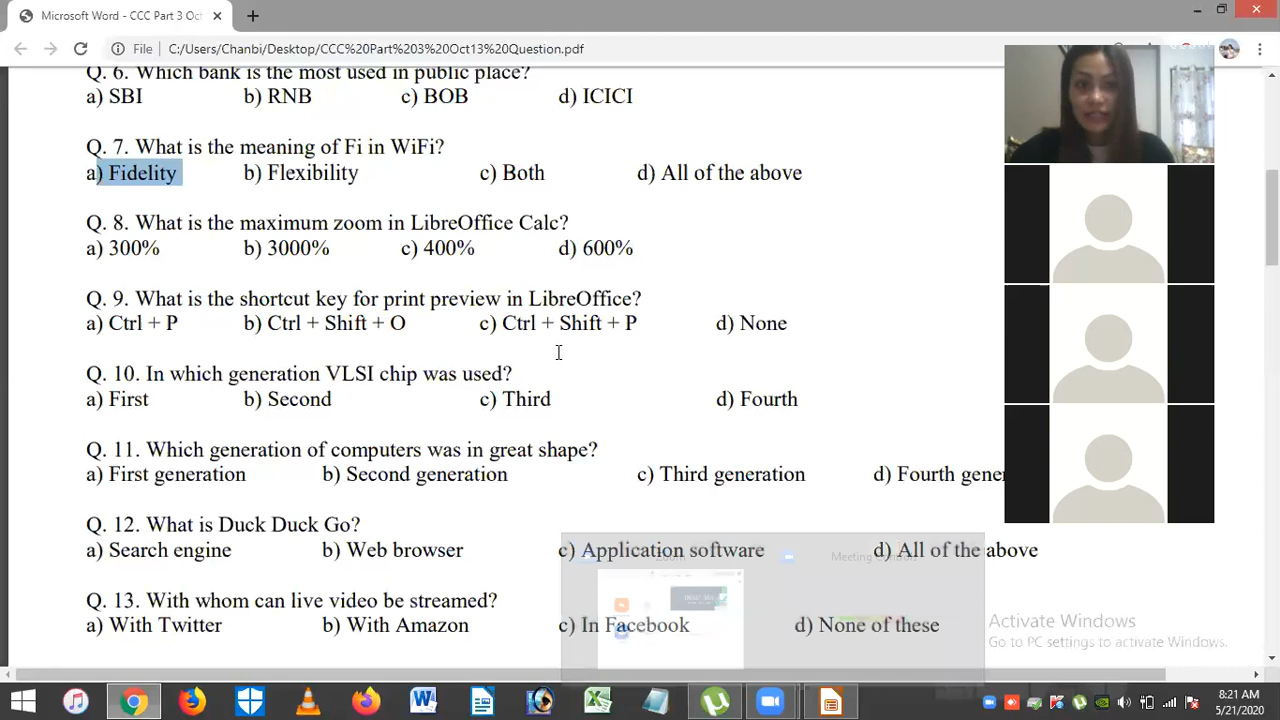 Microsoft Word - CCC Part 3 Oct
File
C:/Users/Chanbi/Desktop/CCC%20Part%203%20Oct13%20Question.pdf
Q. 6. Which bank is the most used in public place?
a) SBI b) RNB c) BOB d) ICICI
Q. 7. What is the meaning of Fi in WiFi?
a) Fidelity b) Flexibility c) Both d) All of the above
Q. 8. What is the maximum zoom in LibreOffice Calc?
a) 300% b) 3000% c) 400% d) 600%
Q. 9. What is the shortcut key for print preview in LibreOffice?
a) Ctrl + P b) Ctrl + Shift + O c) Ctrl + Shift + P d) None
Q. 10. In which generation VLSI chip was used?
a) First b) Second c) Third d) Fourth
Q. 11. Which generation of computers was in great shape?
a) First generation b) Second generation c) Third generation d) Fourth gener
Q. 12. What is Duck Duck Go?
a) Search engine b) Web browser c) Application software d) All of the above
Zoom Meeting Controls
Q. 13. With whom can live video be streamed?
a) With Twitter b) With Amazon c) In Facebook d) None of these
Activate Windows
Go to PC settings to activate Windows.
8:21 AM
5/21/2020